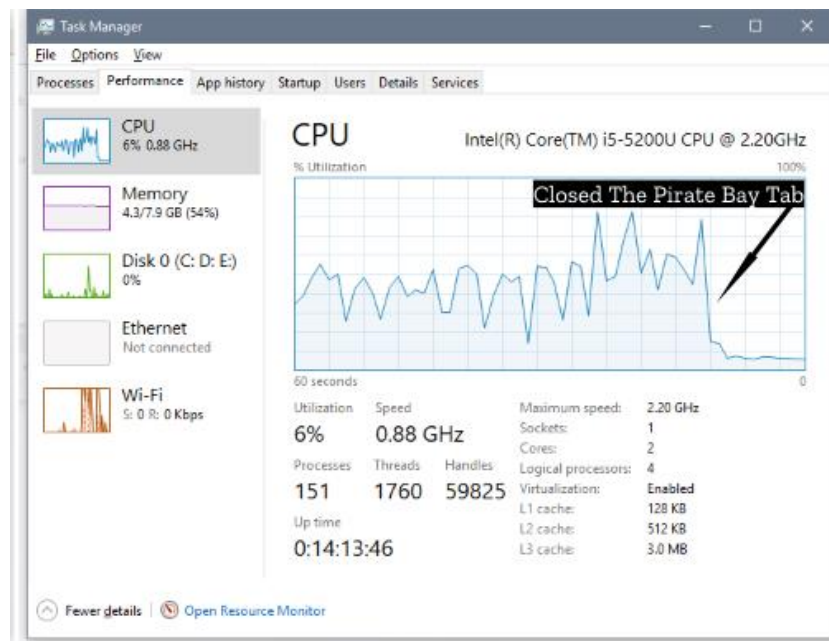 Task Manager
File Options View
Processes Performance App history Startup Users Details Services
CPU
6% 0.88 GHz
Memory
4.3/7.9 GB (54%)
Disk 0 (C: D: E:)
0%
Ethernet
Not connected
Wi-Fi
S: 0 R: 0 Kbps
CPU Intel(R) Core(TM) i5-5200U CPU @ 2.20GHz
% Utilization 100%
Closed The Pirate Bay Tab
60 seconds 0
Utilization Speed
6% 0.88 GHz
Processes Threads Handles
151 1760 59825
Up time
0:14:13:46
Maximum speed: 2.20 GHz
Sockets: 1
Cores: 2
Logical processors: 4
Virtualization: Enabled
L1 cache: 128 KB
L2 cache: 512 KB
L3 cache: 3.0 MB
Fewer details Open Resource Monitor